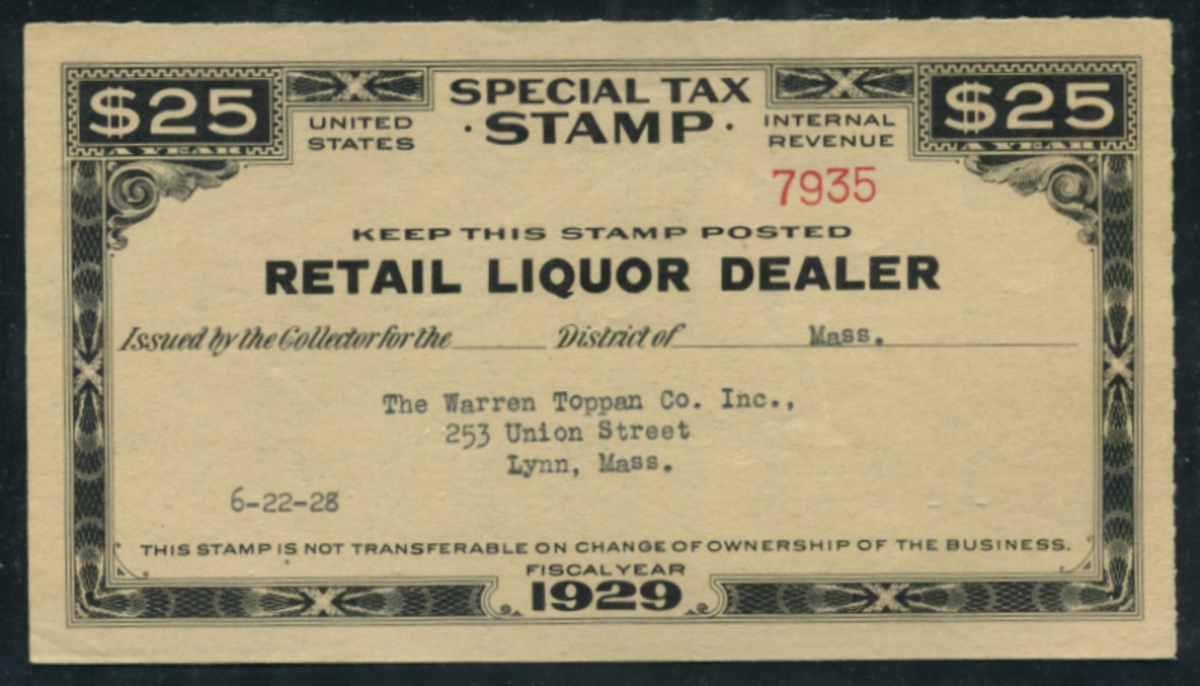 $25 SPECIAL TAX $25
UNITED STATES · STAMP · INTERNAL REVENUE
A YEAR A YEAR
7935
KEEP THIS STAMP POSTED
RETAIL LIQUOR DEALER
Issued by the Collector for the District of Mass.
The Warren Toppan Co. Inc.,
253 Union Street
Lynn, Mass.
6-22-28
THIS STAMP IS NOT TRANSFERABLE ON CHANGE OF OWNERSHIP OF THE BUSINESS.
FISCAL YEAR
1929